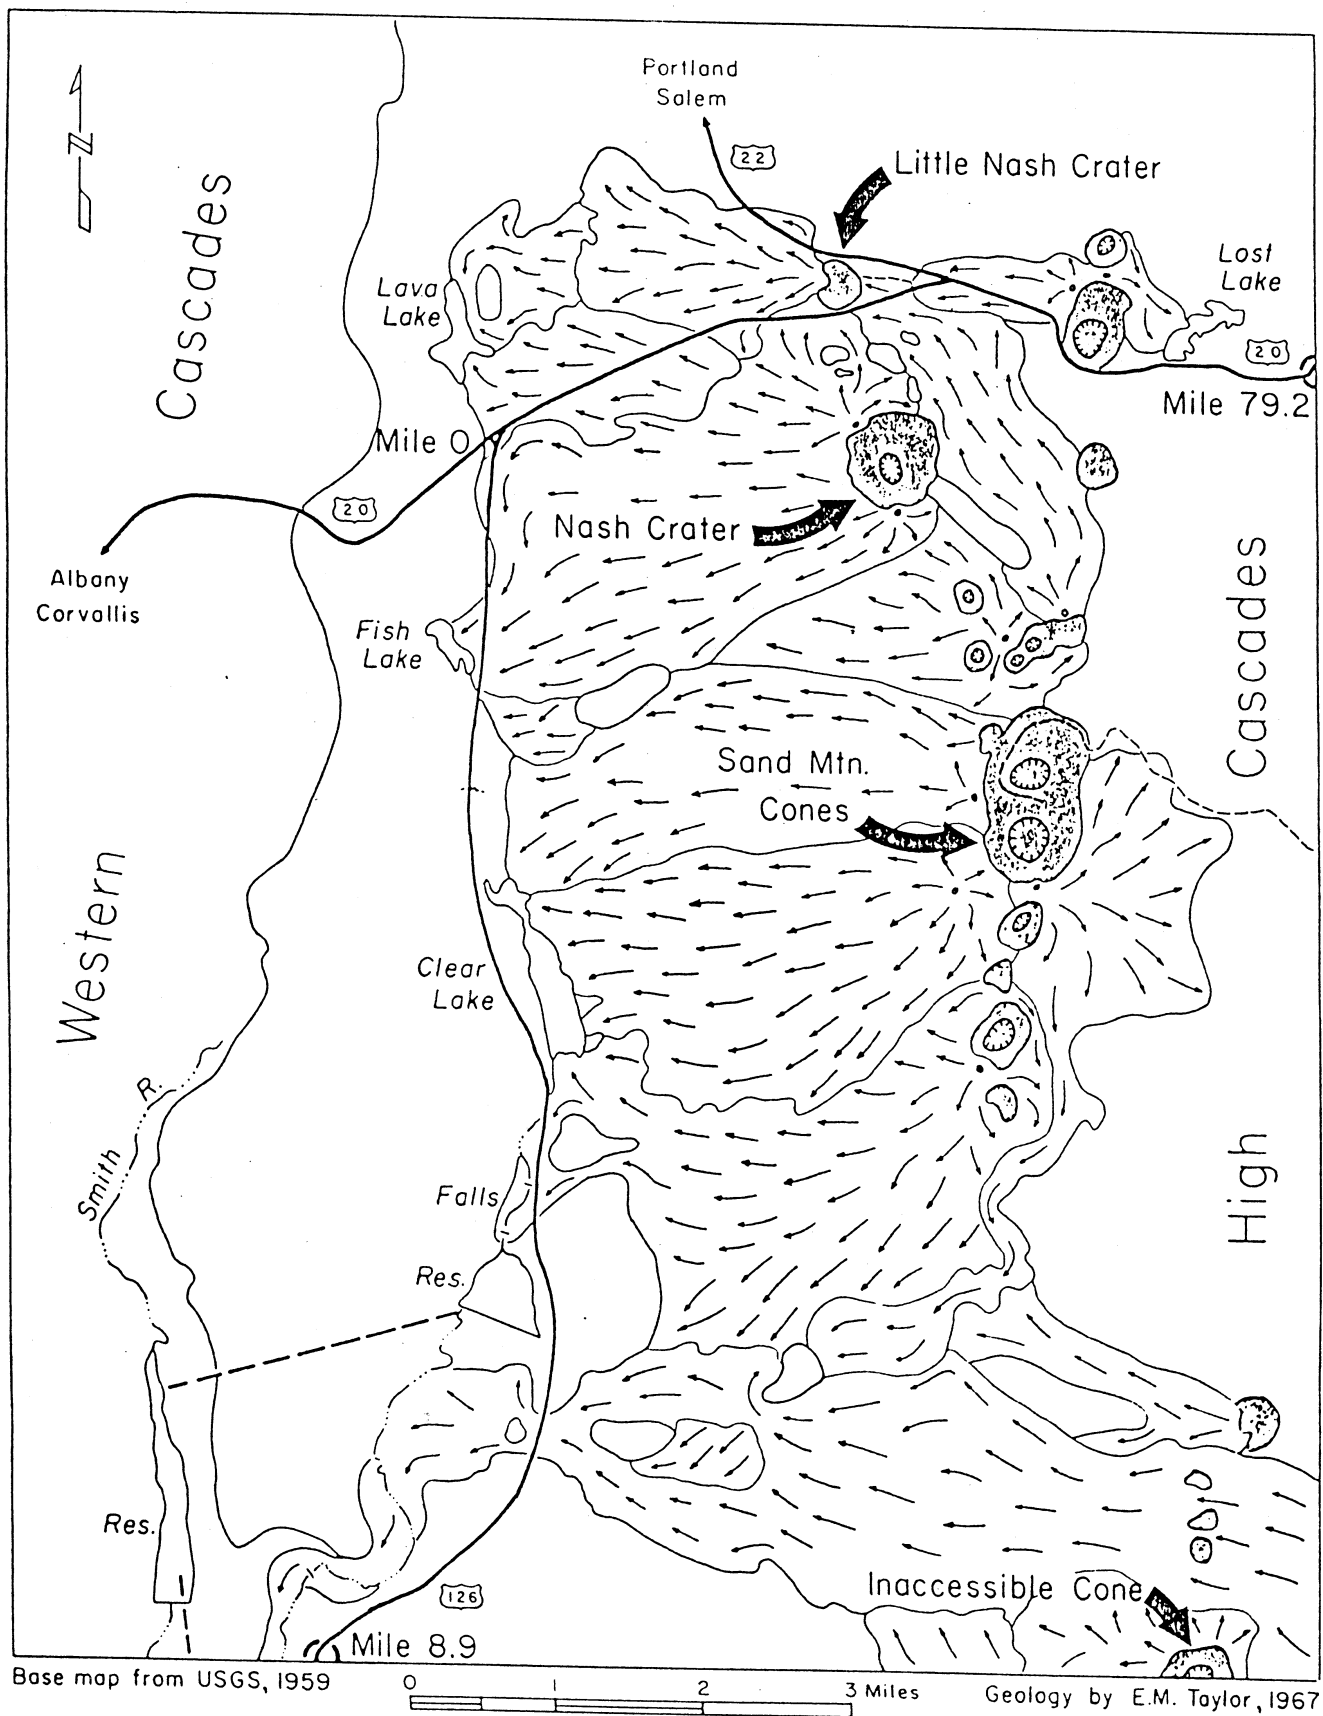 Portland
Salem
22
Little Nash Crater
N
Cascades
Lost
Lake
Lava
Lake
20
Mile 79.2
Mile 0
20
Nash Crater
Albany
Corvallis
Fish
Lake
Cascades
Sand Mtn.
Cones
Western
Clear
Lake
Smith R.
Falls
High
Res.
Res.
Inaccessible Cone
126
Mile 8.9
Base map from USGS, 1959
0 1 2 3 Miles
Geology by E.M. Taylor, 1967